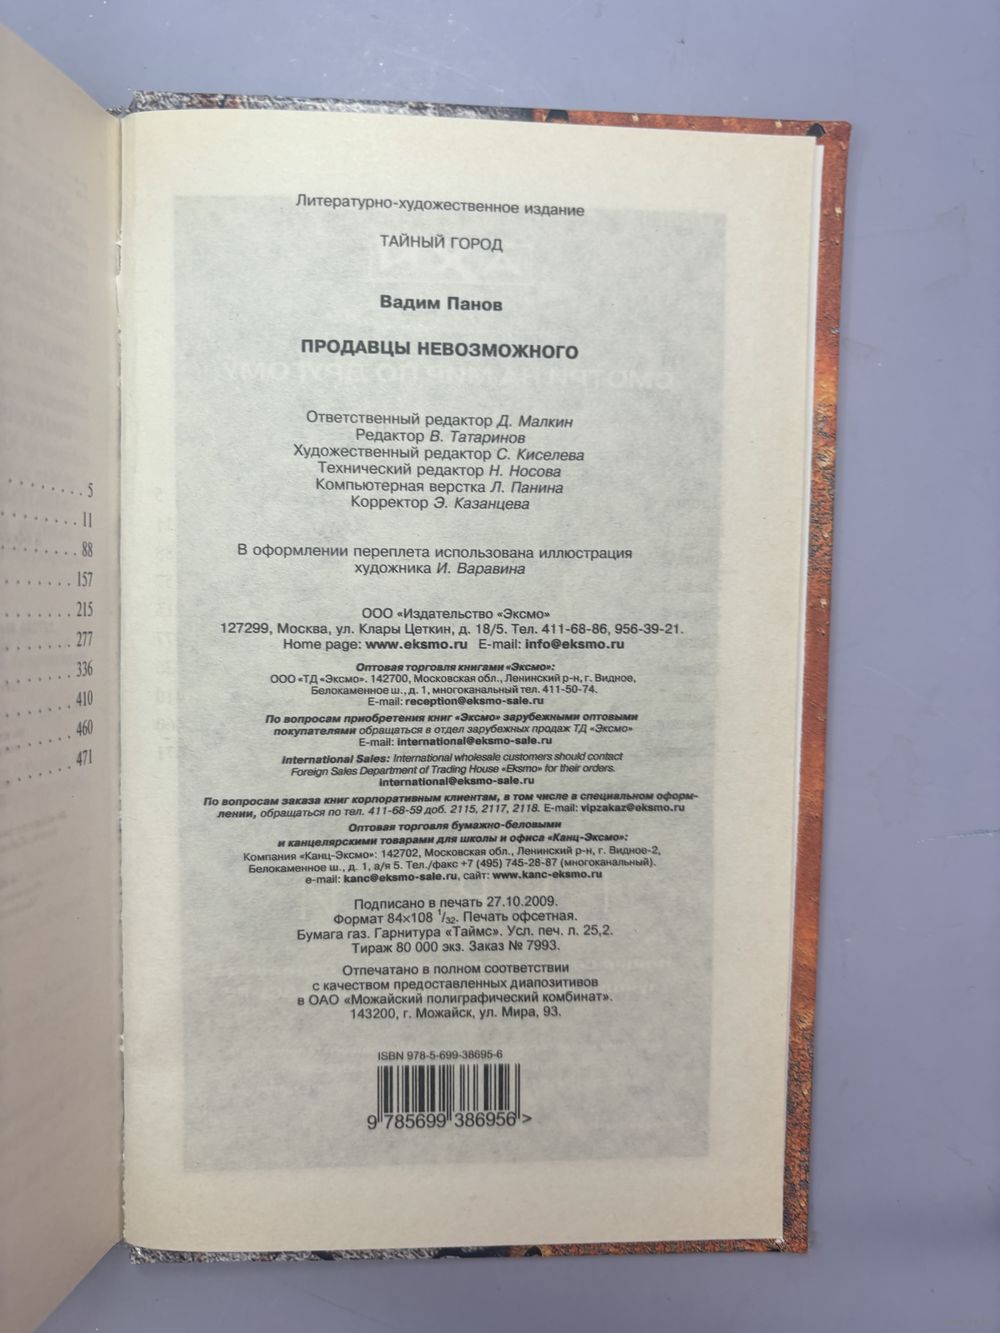 5
11
88
157
215
277
336
410
460
471
Литературно-художественное издание
ТАЙНЫЙ ГОРОД
Вадим Панов
ПРОДАВЦЫ НЕВОЗМОЖНОГО
Ответственный редактор Д. Малкин
Редактор В. Татаринов
Художественный редактор С. Киселева
Технический редактор Н. Носова
Компьютерная верстка Л. Панина
Корректор Э. Казанцева
В оформлении переплета использована иллюстрация
художника И. Варавина
ООО «Издательство «Эксмо»
127299, Москва, ул. Клары Цеткин, д. 18/5. Тел. 411-68-86, 956-39-21.
Home page: www.eksmo.ru E-mail: info@eksmo.ru
Оптовая торговля книгами «Эксмо»:
ООО «ТД «Эксмо». 142700, Московская обл., Ленинский р-н, г. Видное,
Белокаменное ш., д. 1, многоканальный тел. 411-50-74.
E-mail: reception@eksmo-sale.ru
По вопросам приобретения книг «Эксмо» зарубежными оптовыми
покупателями обращаться в отдел зарубежных продаж ТД «Эксмо»
E-mail: international@eksmo-sale.ru
International Sales: International wholesale customers should contact
Foreign Sales Department of Trading House «Eksmo» for their orders.
international@eksmo-sale.ru
По вопросам заказа книг корпоративным клиентам, в том числе в специальном оформ-
лении, обращаться по тел. 411-68-59 доб. 2115, 2117, 2118. E-mail: vipzakaz@eksmo.ru
Оптовая торговля бумажно-беловыми
и канцелярскими товарами для школы и офиса «Канц-Эксмо»:
Компания «Канц-Эксмо»: 142702, Московская обл., Ленинский р-н, г. Видное-2,
Белокаменное ш., д. 1, а/я 5. Тел./факс +7 (495) 745-28-87 (многоканальный).
e-mail: kanc@eksmo-sale.ru, сайт: www.kanc-eksmo.ru
Подписано в печать 27.10.2009.
Формат 84×108 1/32. Печать офсетная.
Бумага газ. Гарнитура «Таймс». Усл. печ. л. 25,2.
Тираж 80 000 экз. Заказ № 7993.
Отпечатано в полном соответствии
с качеством предоставленных диапозитивов
в ОАО «Можайский полиграфический комбинат».
143200, г. Можайск, ул. Мира, 93.
ISBN 978-5-699-38695-6
9 785699 386956 >